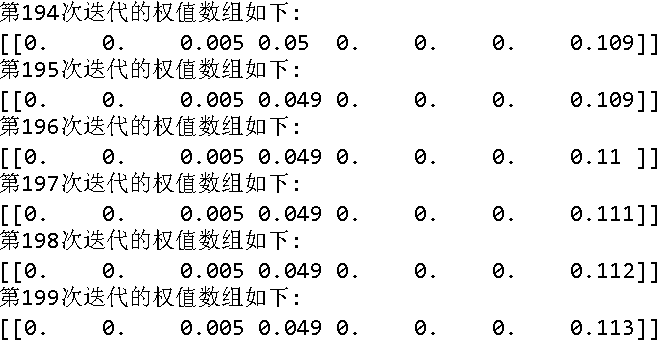 第194次迭代的权值数组如下:
[[0.    0.    0.005 0.05  0.    0.    0.    0.109]]
第195次迭代的权值数组如下:
[[0.    0.    0.005 0.049 0.    0.    0.    0.109]]
第196次迭代的权值数组如下:
[[0.    0.    0.005 0.049 0.    0.    0.    0.11 ]]
第197次迭代的权值数组如下:
[[0.    0.    0.005 0.049 0.    0.    0.    0.111]]
第198次迭代的权值数组如下:
[[0.    0.    0.005 0.049 0.    0.    0.    0.112]]
第199次迭代的权值数组如下:
[[0.    0.    0.005 0.049 0.    0.    0.    0.113]]